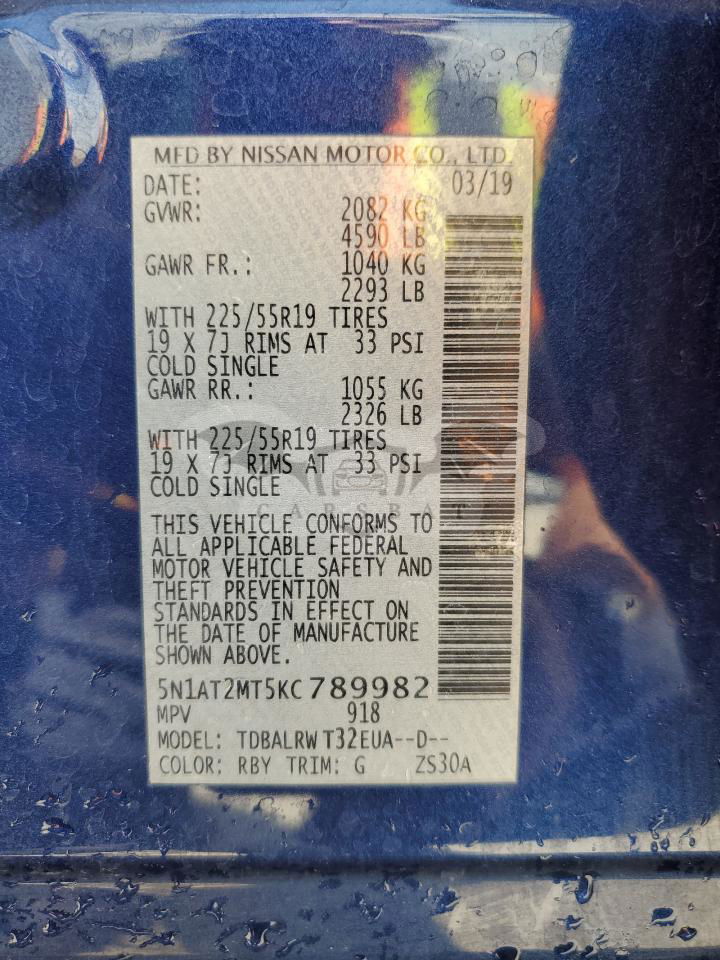 MFD BY NISSAN MOTOR CO., LTD.
DATE: 03/19
GVWR: 2082 KG
4590 LB
GAWR FR.: 1040 KG
2293 LB
WITH 225/55R19 TIRES
19 X 7J RIMS AT 33 PSI
COLD SINGLE
GAWR RR.: 1055 KG
2326 LB
WITH 225/55R19 TIRES
19 X 7J RIMS AT 33 PSI
COLD SINGLE
CARSBAT
THIS VEHICLE CONFORMS TO
ALL APPLICABLE FEDERAL
MOTOR VEHICLE SAFETY AND
THEFT PREVENTION
STANDARDS IN EFFECT ON
THE DATE OF MANUFACTURE
SHOWN ABOVE.
5N1AT2MT5KC789982
MPV 918
MODEL: TDBALRW T32EUA--D--
COLOR: RBY TRIM: G ZS30A